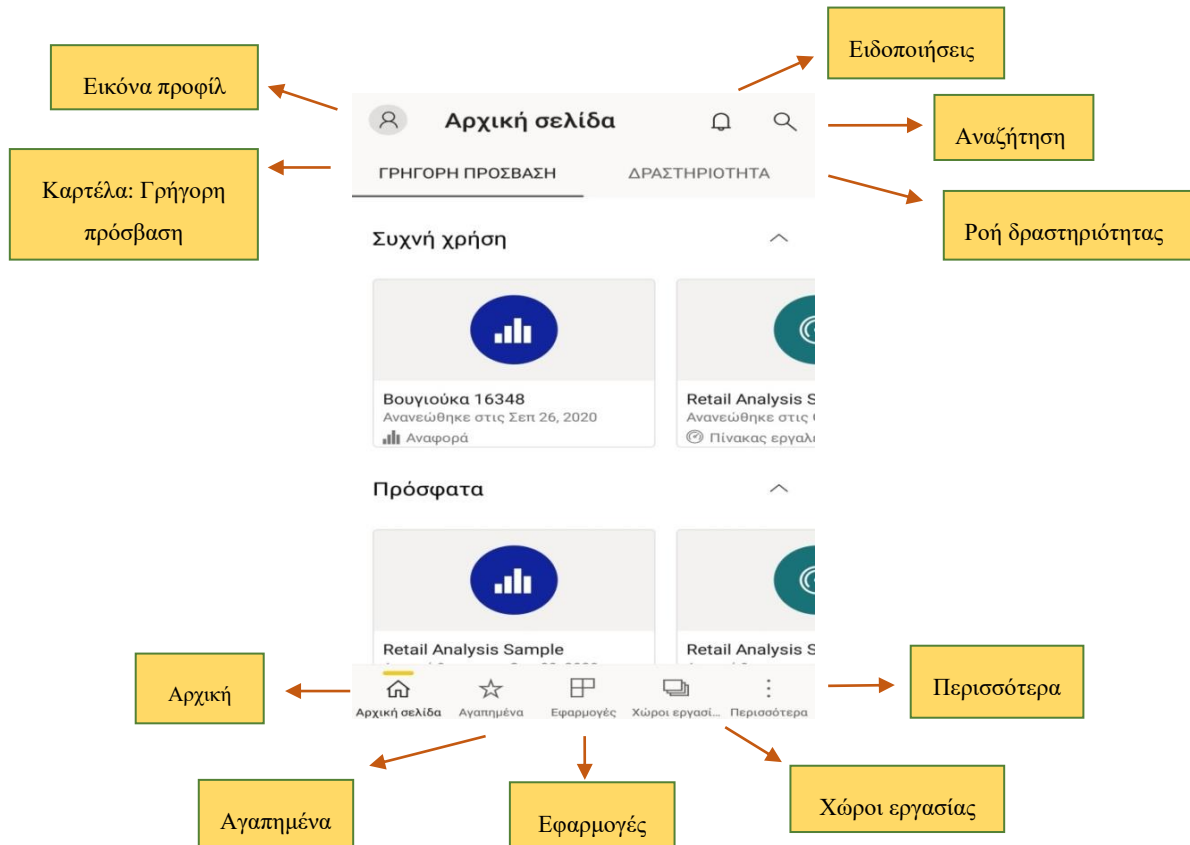 Ειδοποιήσεις
Εικόνα προφίλ
Αρχική σελίδα
Αναζήτηση
Καρτέλα: Γρήγορη
πρόσβαση
ΓΡΗΓΟΡΗ ΠΡΟΣΒΑΣΗ
ΔΡΑΣΤΗΡΙΟΤΗΤΑ
Ροή δραστηριότητας
Συχνή χρήση
Βουγιούκα 16348
Ανανεώθηκε στις Σεπ 26, 2020
Αναφορά
Retail Analysis S
Ανανεώθηκε στις
Πίνακας εργαλ
Πρόσφατα
Retail Analysis Sample
Retail Analysis S
Αρχική
Περισσότερα
Αρχική σελίδα
Αγαπημένα
Εφαρμογές
Χώροι εργασί...
Περισσότερα
Αγαπημένα
Εφαρμογές
Χώροι εργασίας